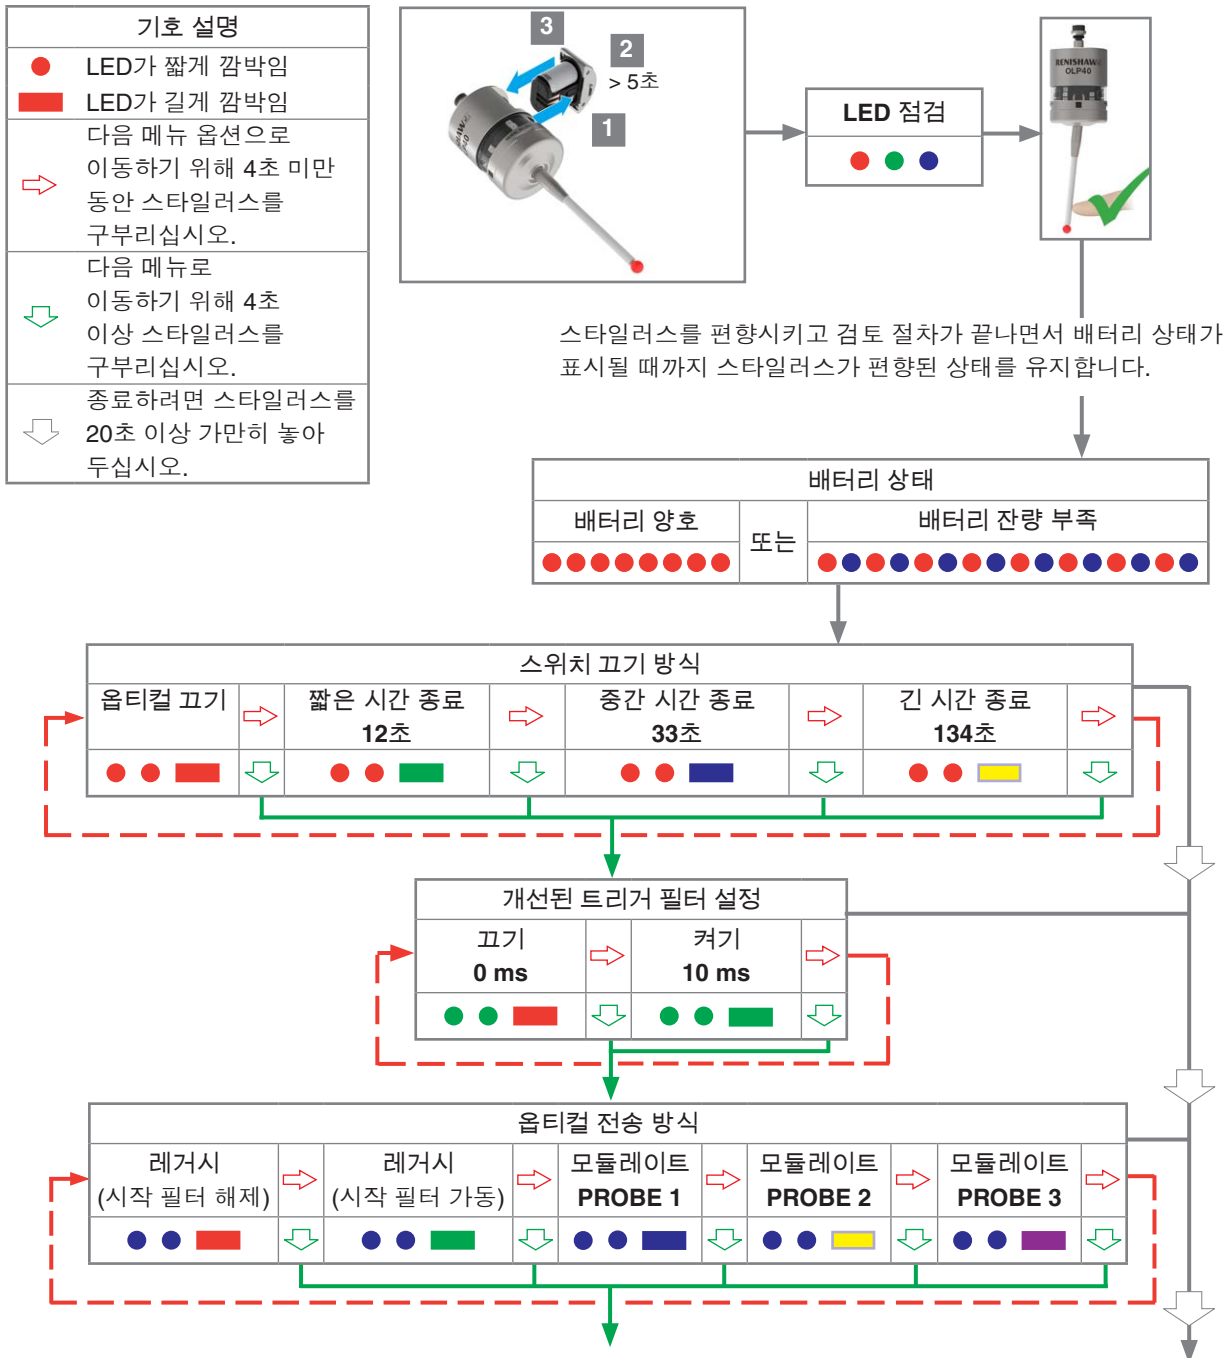 기호 설명
LED가 짧게 깜박임
LED가 길게 깜박임
다음 메뉴 옵션으로
이동하기 위해 4초 미만
동안 스타일러스를
구부리십시오.
다음 메뉴로
이동하기 위해 4초
이상 스타일러스를
구부리십시오.
종료하려면 스타일러스를
20초 이상 가만히 놓아
두십시오.
3
2
> 5초
1
LED 점검
RENISHAW
OLP40
스타일러스를 편향시키고 검토 절차가 끝나면서 배터리 상태가
표시될 때까지 스타일러스가 편향된 상태를 유지합니다.
배터리 상태
배터리 양호
또는
배터리 잔량 부족
스위치 끄기 방식
옵티컬 끄기
짧은 시간 종료
12초
중간 시간 종료
33초
긴 시간 종료
134초
개선된 트리거 필터 설정
끄기
0 ms
켜기
10 ms
옵티컬 전송 방식
레거시
(시작 필터 해제)
레거시
(시작 필터 가동)
모듈레이트
PROBE 1
모듈레이트
PROBE 2
모듈레이트
PROBE 3